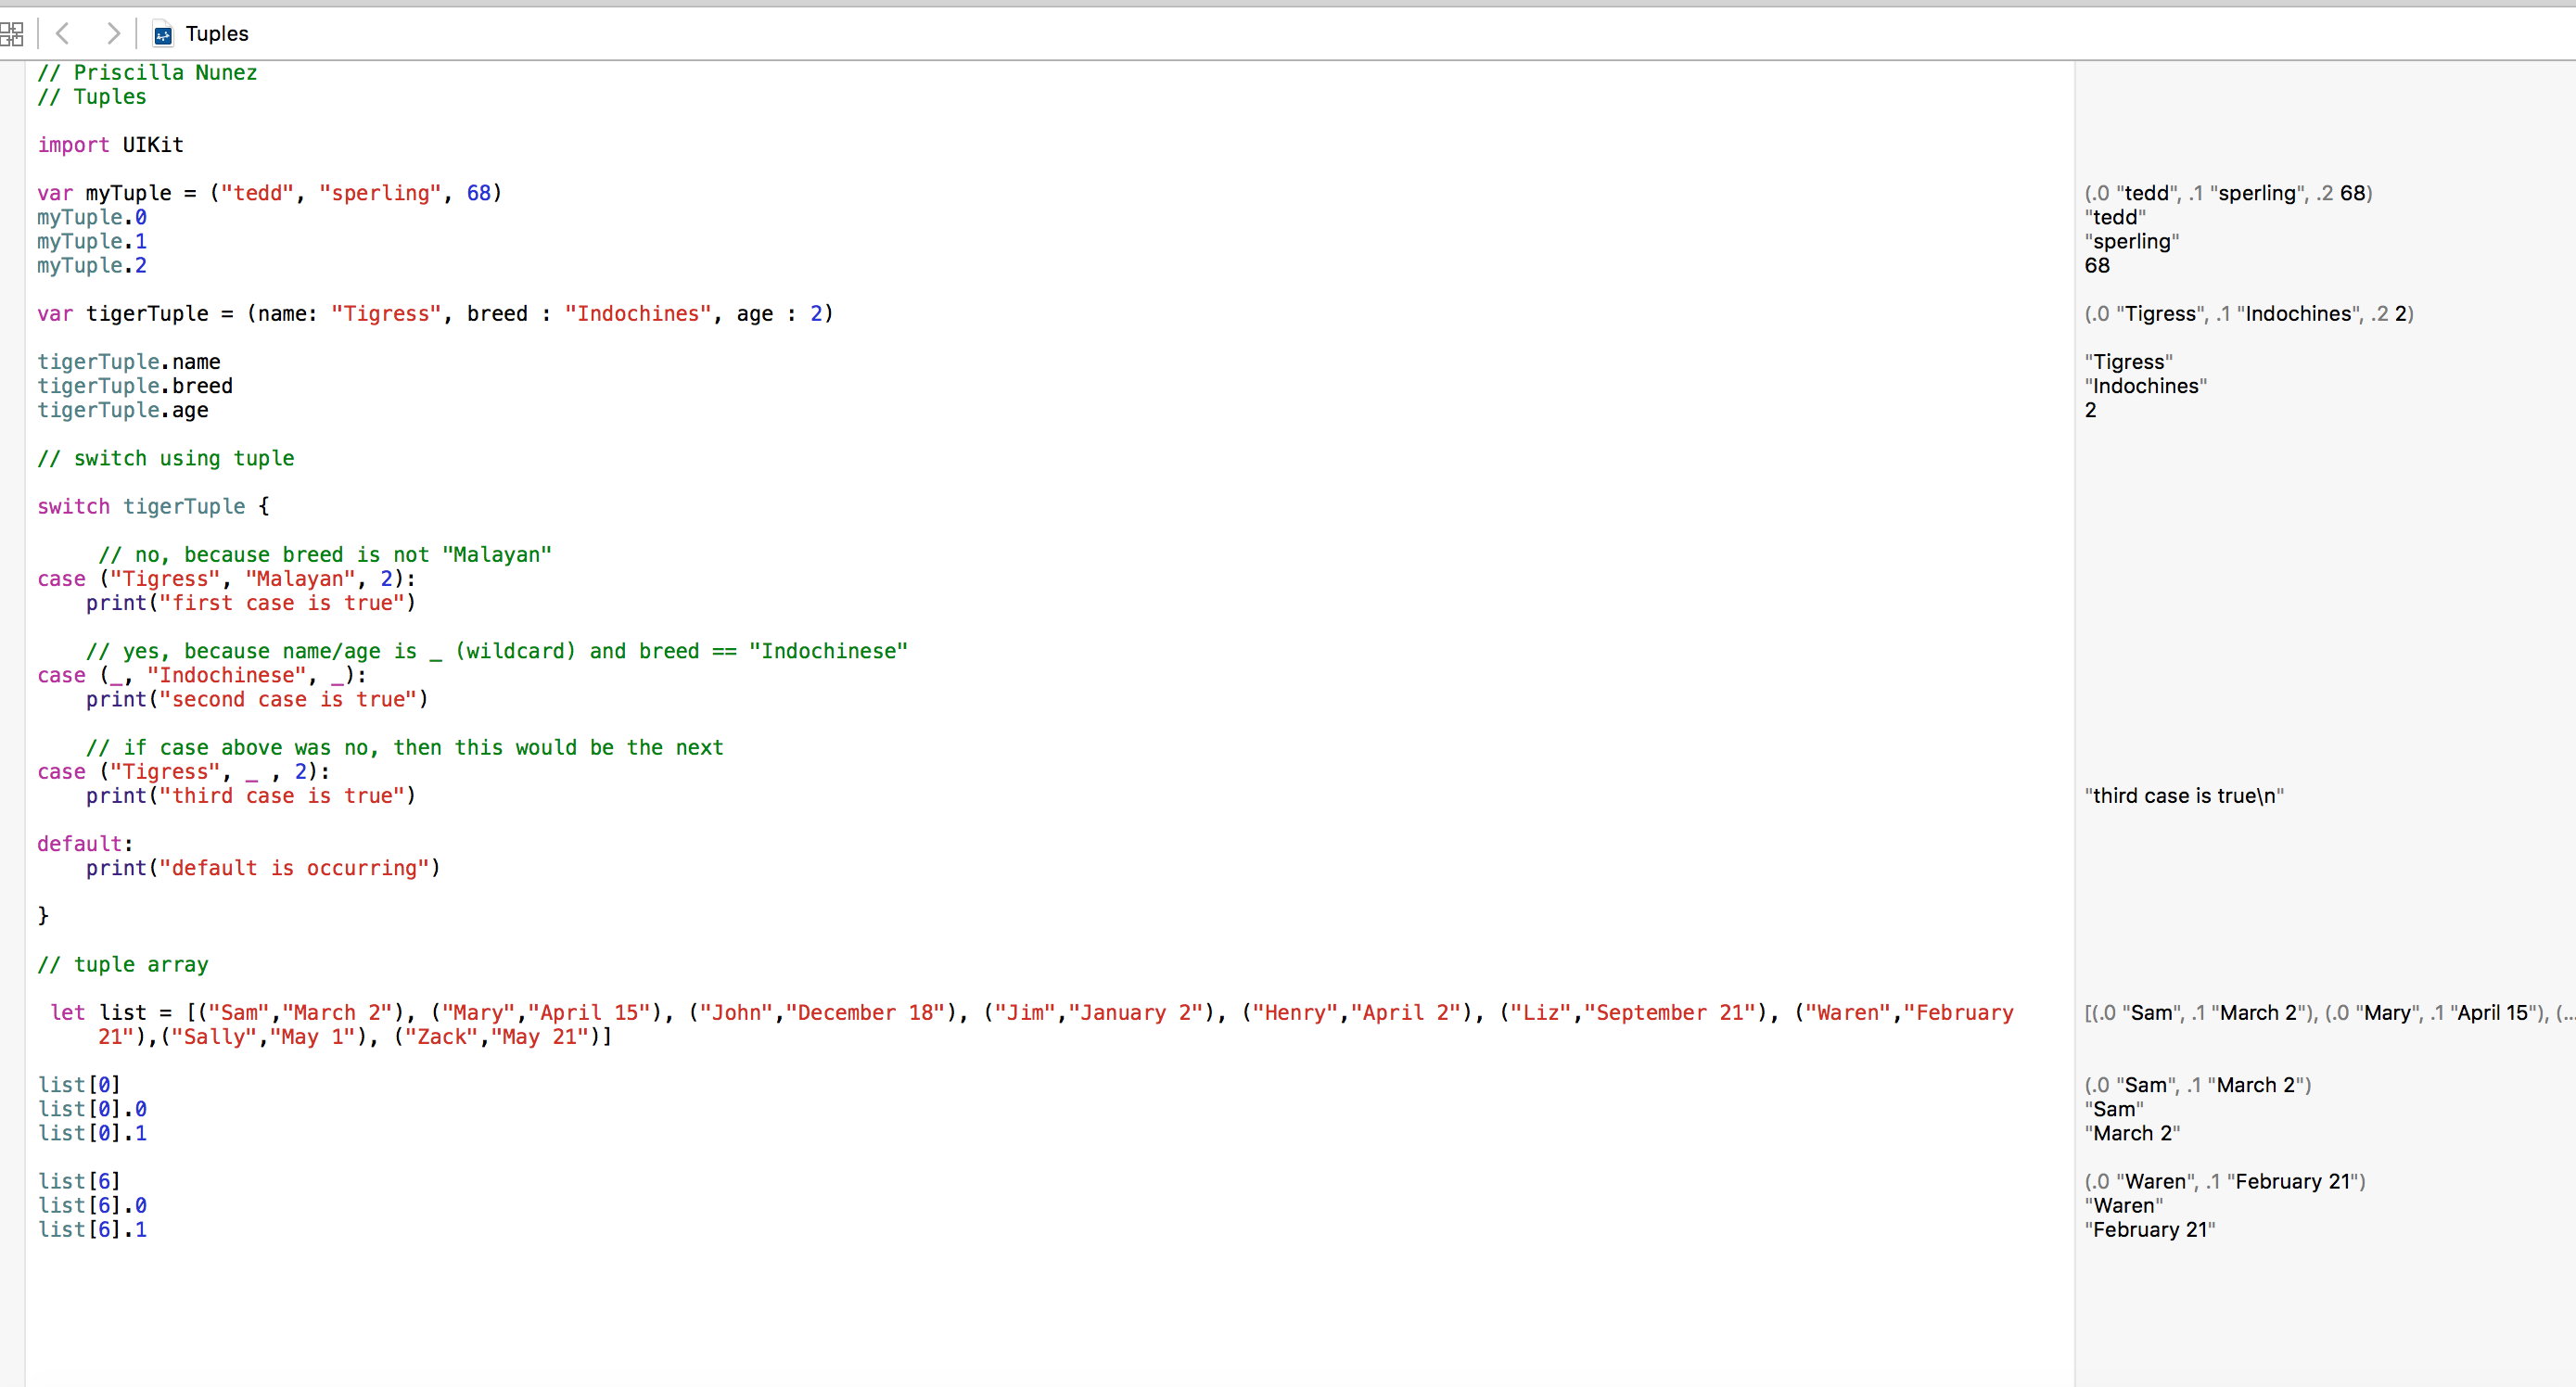 Tuples
// Priscilla Nunez
// Tuples
import UIKit
var myTuple = ("tedd", "sperling", 68)
(.0 "tedd", .1 "sperling", .2 68)
myTuple.0
"tedd"
myTuple.1
"sperling"
myTuple.2
68
var tigerTuple = (name: "Tigress", breed : "Indochines", age : 2)
(.0 "Tigress", .1 "Indochines", .2 2)
tigerTuple.name
"Tigress"
tigerTuple.breed
"Indochines"
tigerTuple.age
2
// switch using tuple
switch tigerTuple {
// no, because breed is not "Malayan"
case ("Tigress", "Malayan", 2):
print("first case is true")
// yes, because name/age is _ (wildcard) and breed == "Indochinese"
case (_, "Indochinese", _):
print("second case is true")
// if case above was no, then this would be the next
case ("Tigress", _ , 2):
print("third case is true")
"third case is true\n"
default:
print("default is occurring")
}
// tuple array
let list = [("Sam","March 2"), ("Mary","April 15"), ("John","December 18"), ("Jim","January 2"), ("Henry","April 2"), ("Liz","September 21"), ("Waren","February
[(.0 "Sam", .1 "March 2"), (.0 "Mary", .1 "April 15"), (...
21"),("Sally","May 1"), ("Zack","May 21")]
list[0]
(.0 "Sam", .1 "March 2")
list[0].0
"Sam"
list[0].1
"March 2"
list[6]
(.0 "Waren", .1 "February 21")
list[6].0
"Waren"
list[6].1
"February 21"